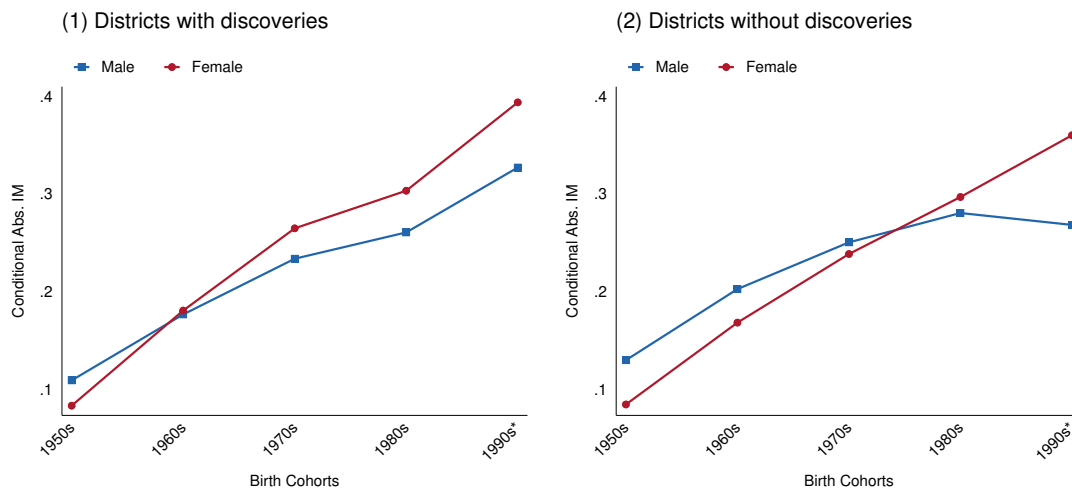 (1) Districts with discoveries
Male Female
.4
.3
.2
.1
Conditional Abs. IM
1950s
1960s
1970s
1980s
1990s*
Birth Cohorts
(2) Districts without discoveries
Male Female
.4
.3
.2
.1
Conditional Abs. IM
1950s
1960s
1970s
1980s
1990s*
Birth Cohorts